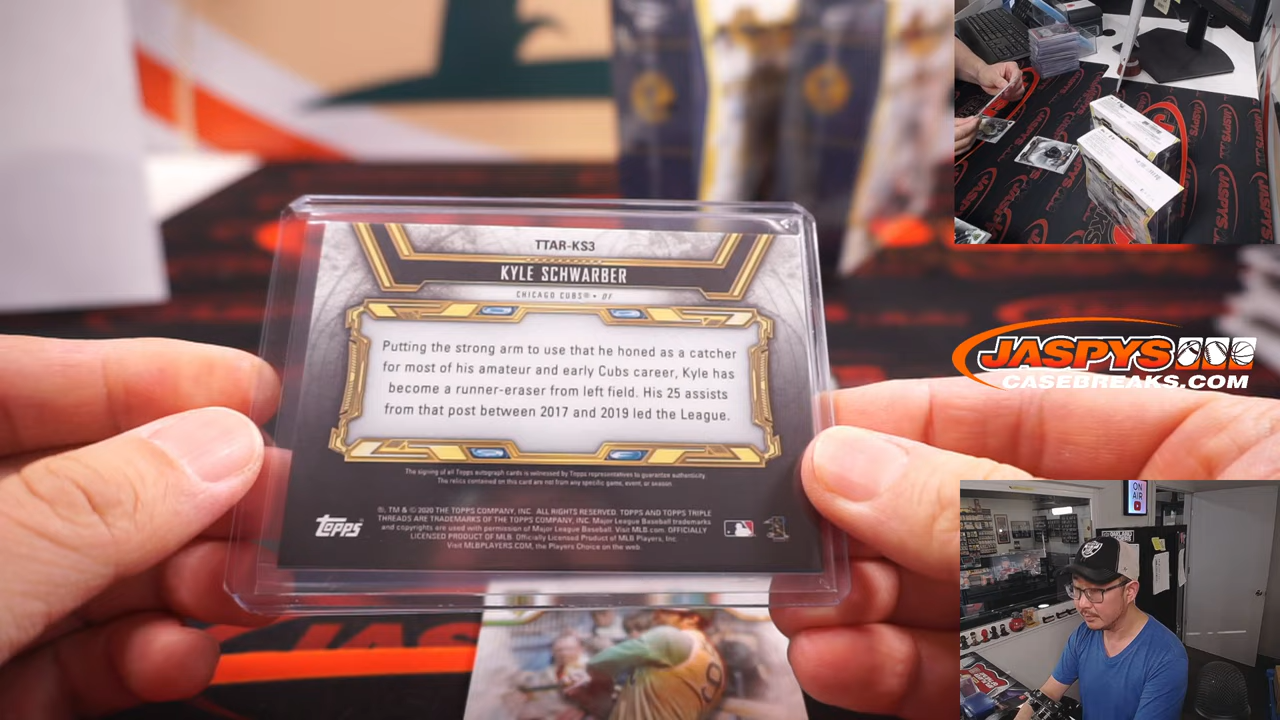 TTAR-KS3
KYLE SCHWARBER
CHICAGO CUBS® • OF
Putting the strong arm to use that he honed as a catcher
for most of his amateur and early Cubs career, Kyle has
become a runner-eraser from left field. His 25 assists
from that post between 2017 and 2019 led the League.
The signing of all Topps autograph cards is witnessed by Topps representatives to guarantee authenticity.
The relics contained on this card are not from any specific game, event, or season.
®, TM & © 2020 THE TOPPS COMPANY, INC. ALL RIGHTS RESERVED. TOPPS AND TOPPS TRIPLE
THREADS ARE TRADEMARKS OF THE TOPPS COMPANY, INC. Major League Baseball trademarks
and copyrights are used with permission of Major League Baseball. Visit MLB.com. OFFICIALLY
LICENSED PRODUCT OF MLB. Officially Licensed Product of MLB Players, Inc.
Visit MLBPLAYERS.COM, the Players Choice on the web.
Topps
JASPYS
CASEBREAKS.COM
ON
AIR
JASPYS